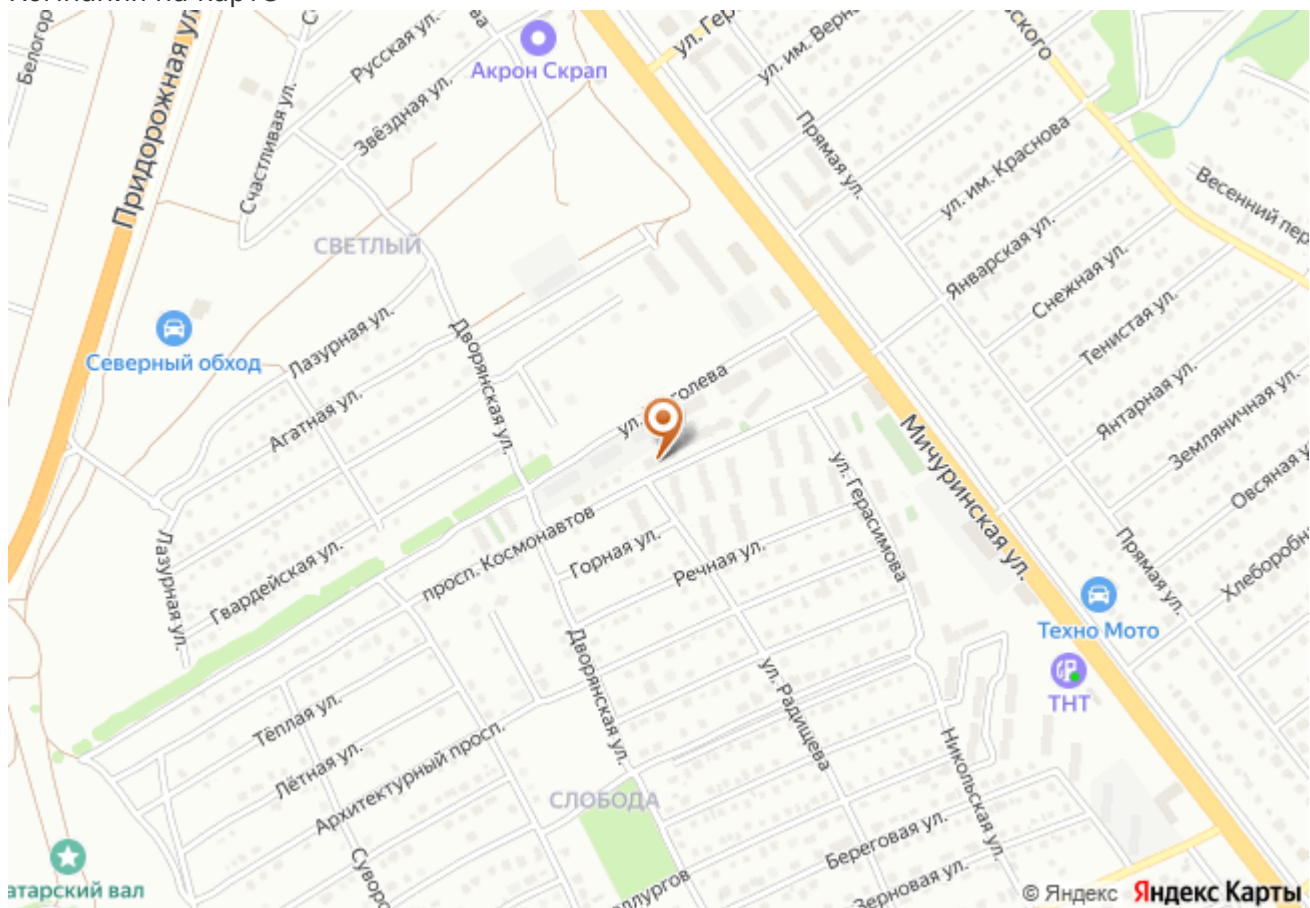 Белогор
Придорожная ул.
Счастливая ул.
Русская ул.
Звёздная ул.
Акрон Скрап
ул. Гер
ул. им. Верна
ского
Прямая ул.
ул. им. Краснова
Весенний пер
Январская ул.
Снежная ул.
Тенистая ул.
Янтарная ул.
Земляничная ул.
Овсяная у
Хлеборобн
Прямая ул.
СВЕТЛЫЙ
Северный обход
Лазурная ул.
Агатная ул.
Дворянская ул.
ул.
голева
Мичуринская ул.
ул. Герасимова
просп. Космонавтов
Горная ул.
Речная ул.
Гвардейская ул.
Лазурная ул.
Техно Мото
ТНТ
Дворянская ул.
ул. Радищева
Никольская ул.
Тёплая ул.
Лётная ул.
Архитектурный просп.
СЛОБОДА
Суворо
Береговая ул.
Зерновая ул.
аллургов
атарский вал
© Яндекс Яндекс Карты